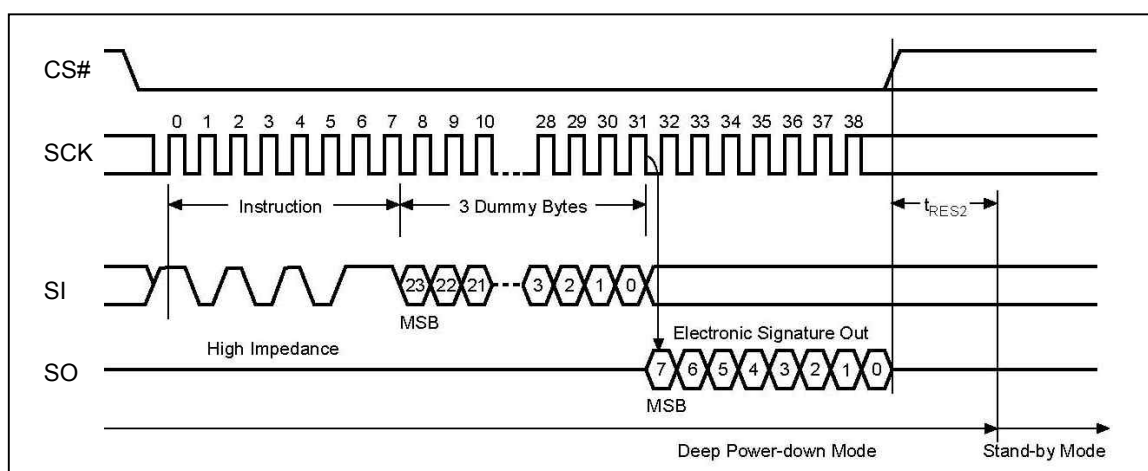 CS#
0 1 2 3 4 5 6 7 8 9 10 28 29 30 31 32 33 34 35 36 37 38
SCK
Instruction 3 Dummy Bytes tRES2
SI 23 22 21 3 2 1 0
MSB
High Impedance Electronic Signature Out
SO 7 6 5 4 3 2 1 0
MSB
Deep Power-down Mode Stand-by Mode